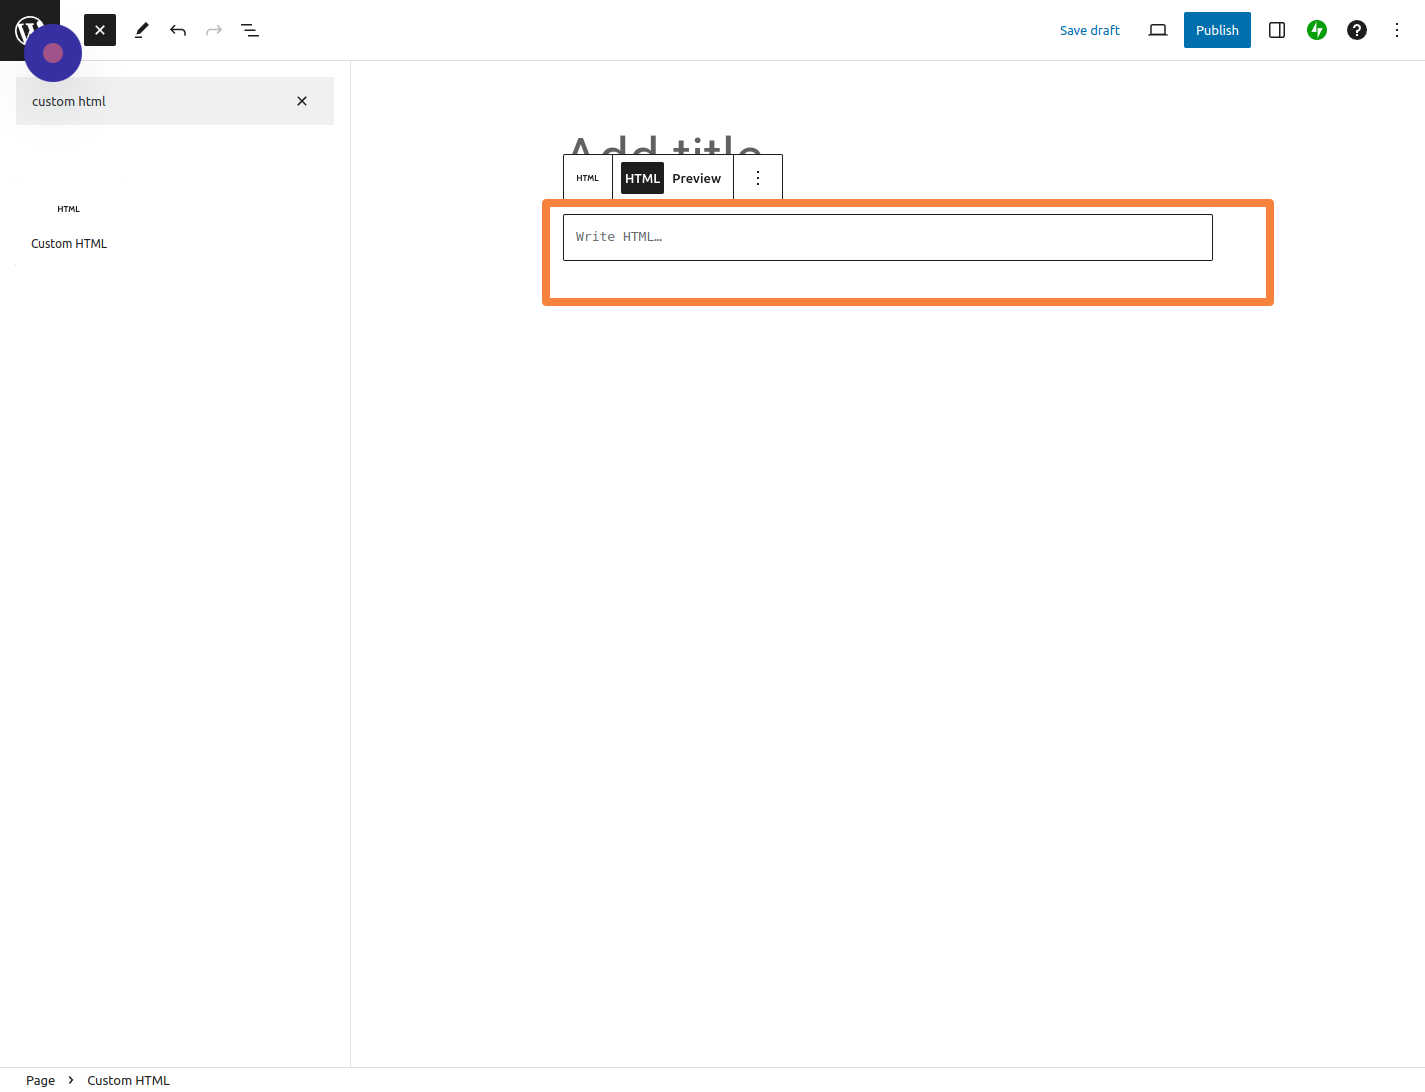 Save draft
Publish
custom html
Add title
HTML
HTML
Preview
HTML
Custom HTML
Write HTML…
Page
Custom HTML